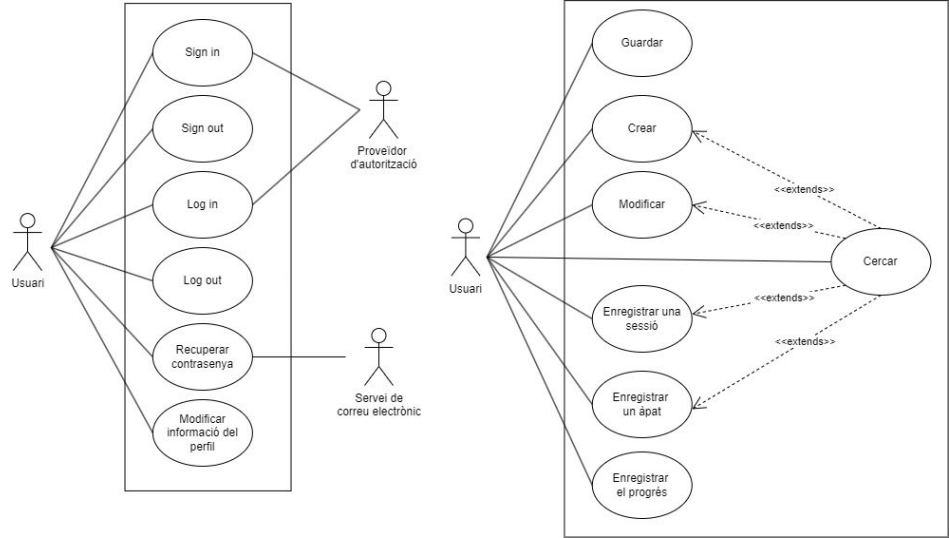 Sign in
Sign out
Log in
Log out
Recuperar
contrasenya
Modificar
informació del
perfil
Usuari
Proveïdor
d'autorització
Servei de
correu electrònic
Guardar
Crear
Modificar
Enregistrar una
sessió
Enregistrar
un àpat
Enregistrar
el progrés
Usuari
Cercar
<<extends>>
<<extends>>
<<extends>>
<<extends>>